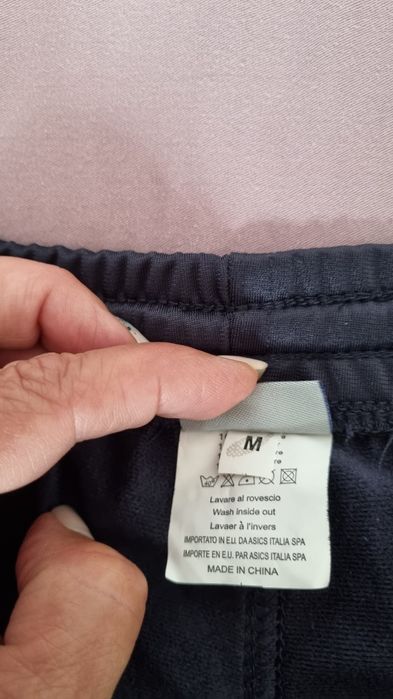 M
Lavare al rovescio
Wash inside out
Lavaer à l'invers
IMPORTATO IN E.U. DA ASICS ITALIA SPA
IMPORTE EN E.U. PAR ASICS ITALIA SPA
MADE IN CHINA